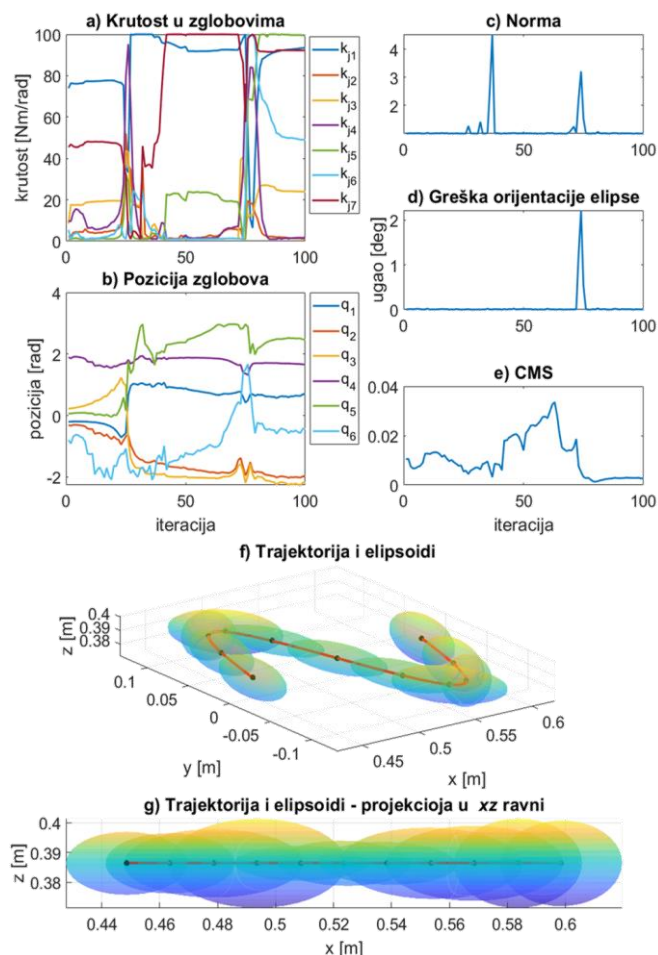 a) Krutost u zglobovima
krutost [Nm/rad]
100
80
60
40
20
0
0 50 100
k_j1
k_j2
k_j3
k_j4
k_j5
k_j6
k_j7
b) Pozicija zglobova
pozicija [rad]
4
2
0
-2
0 50 100
iteracija
q_1
q_2
q_3
q_4
q_5
q_6
c) Norma
4
3
2
1
0 50 100
d) Greška orijentacije elipse
ugao [deg]
2
1
0
0 50 100
e) CMS
0.04
0.02
0
0 50 100
iteracija
f) Trajektorija i elipsoidi
z [m]
0.4
0.39
0.38
0.1
0.05
0
-0.05
-0.1
y [m]
0.45
0.5
0.55
0.6
x [m]
g) Trajektorija i elipsoidi - projekcioja u xz ravni
z [m]
0.4
0.38
0.44 0.46 0.48 0.5 0.52 0.54 0.56 0.58 0.6
x [m]